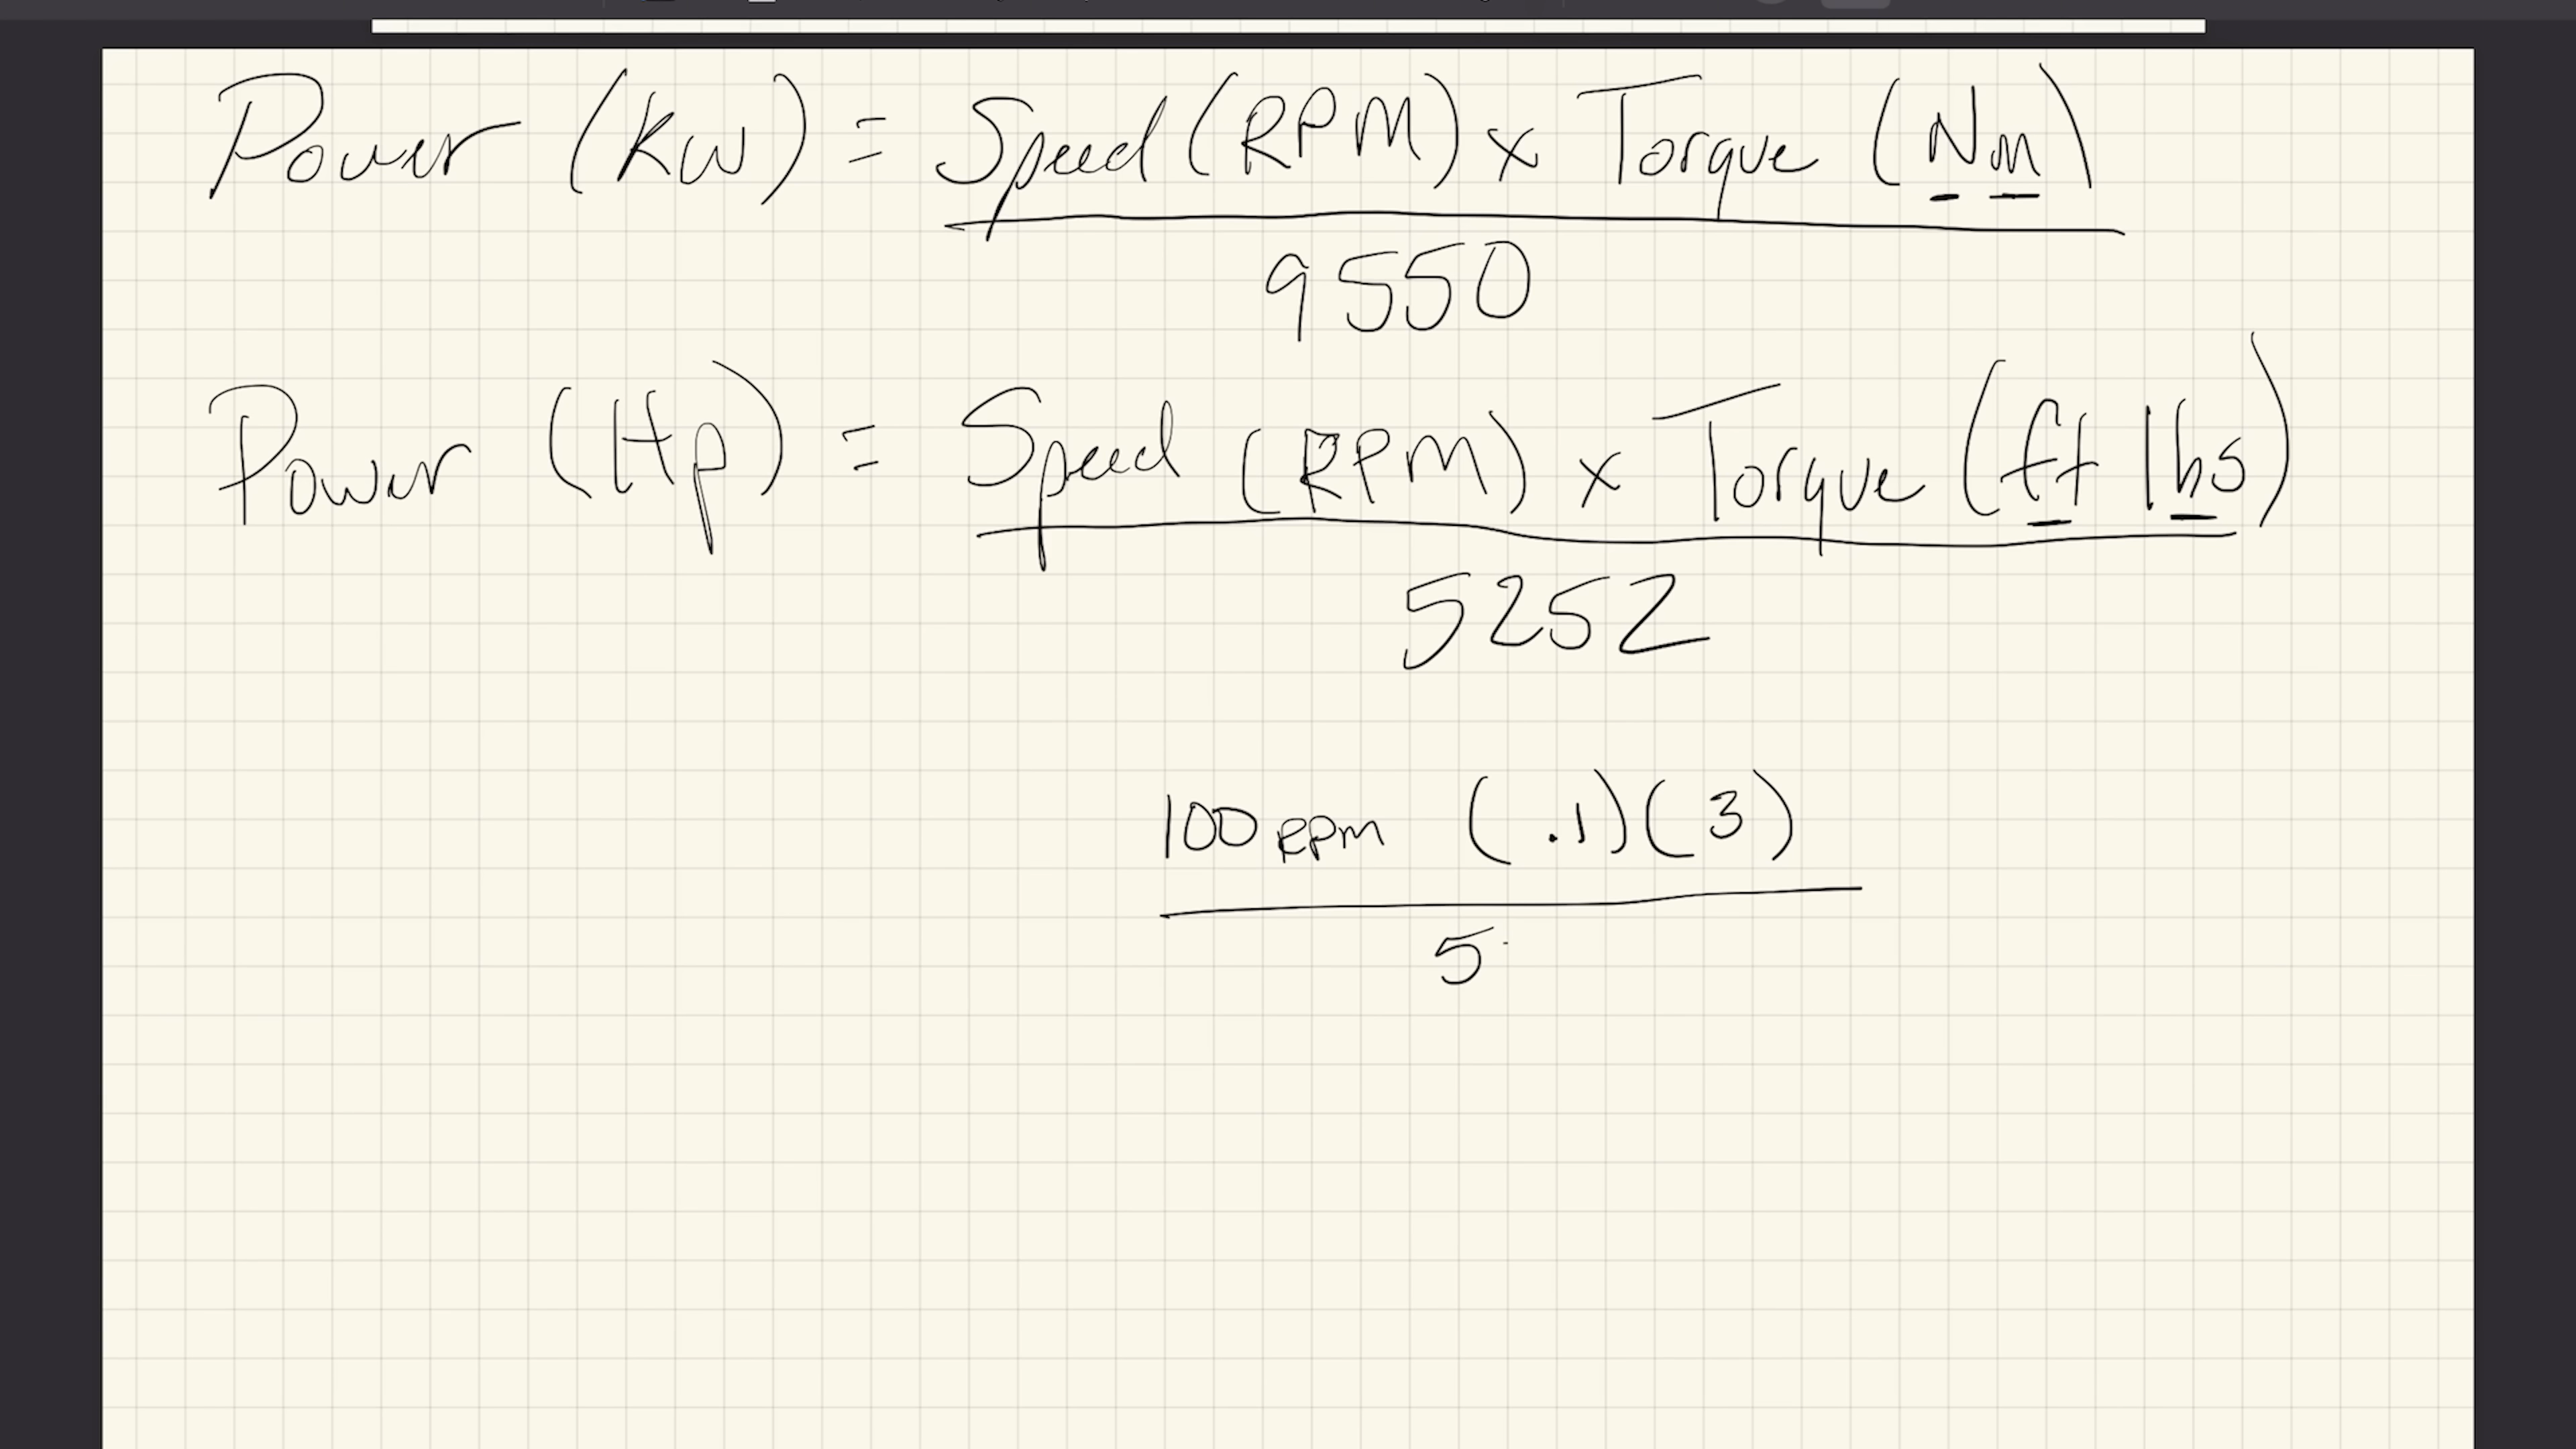 Power (KW) = Speed (RPM) x Torque (Nm)
9550
Power (Hp) = Speed (RPM) x Torque (ft lbs)
5252
100 RPM (.1)(3)
5